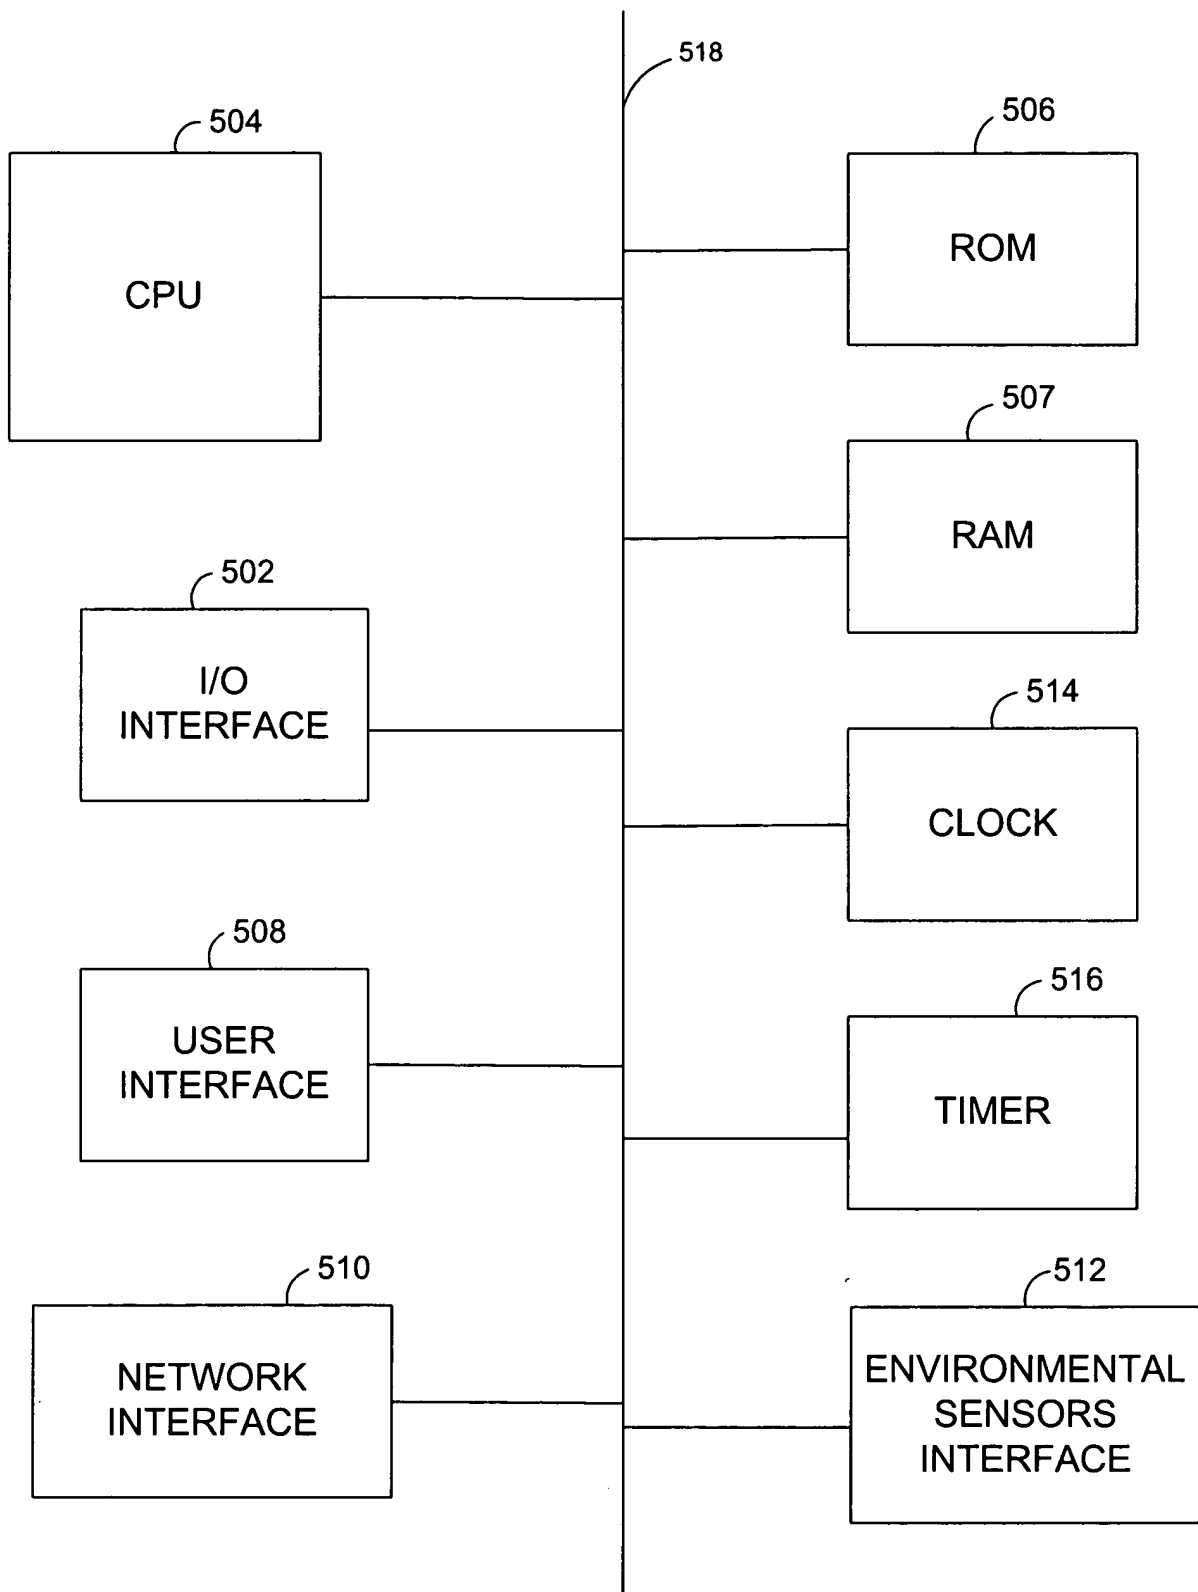 518
504
CPU
506
ROM
507
RAM
502
I/O
INTERFACE
514
CLOCK
508
USER
INTERFACE
516
TIMER
510
NETWORK
INTERFACE
512
ENVIRONMENTAL
SENSORS
INTERFACE